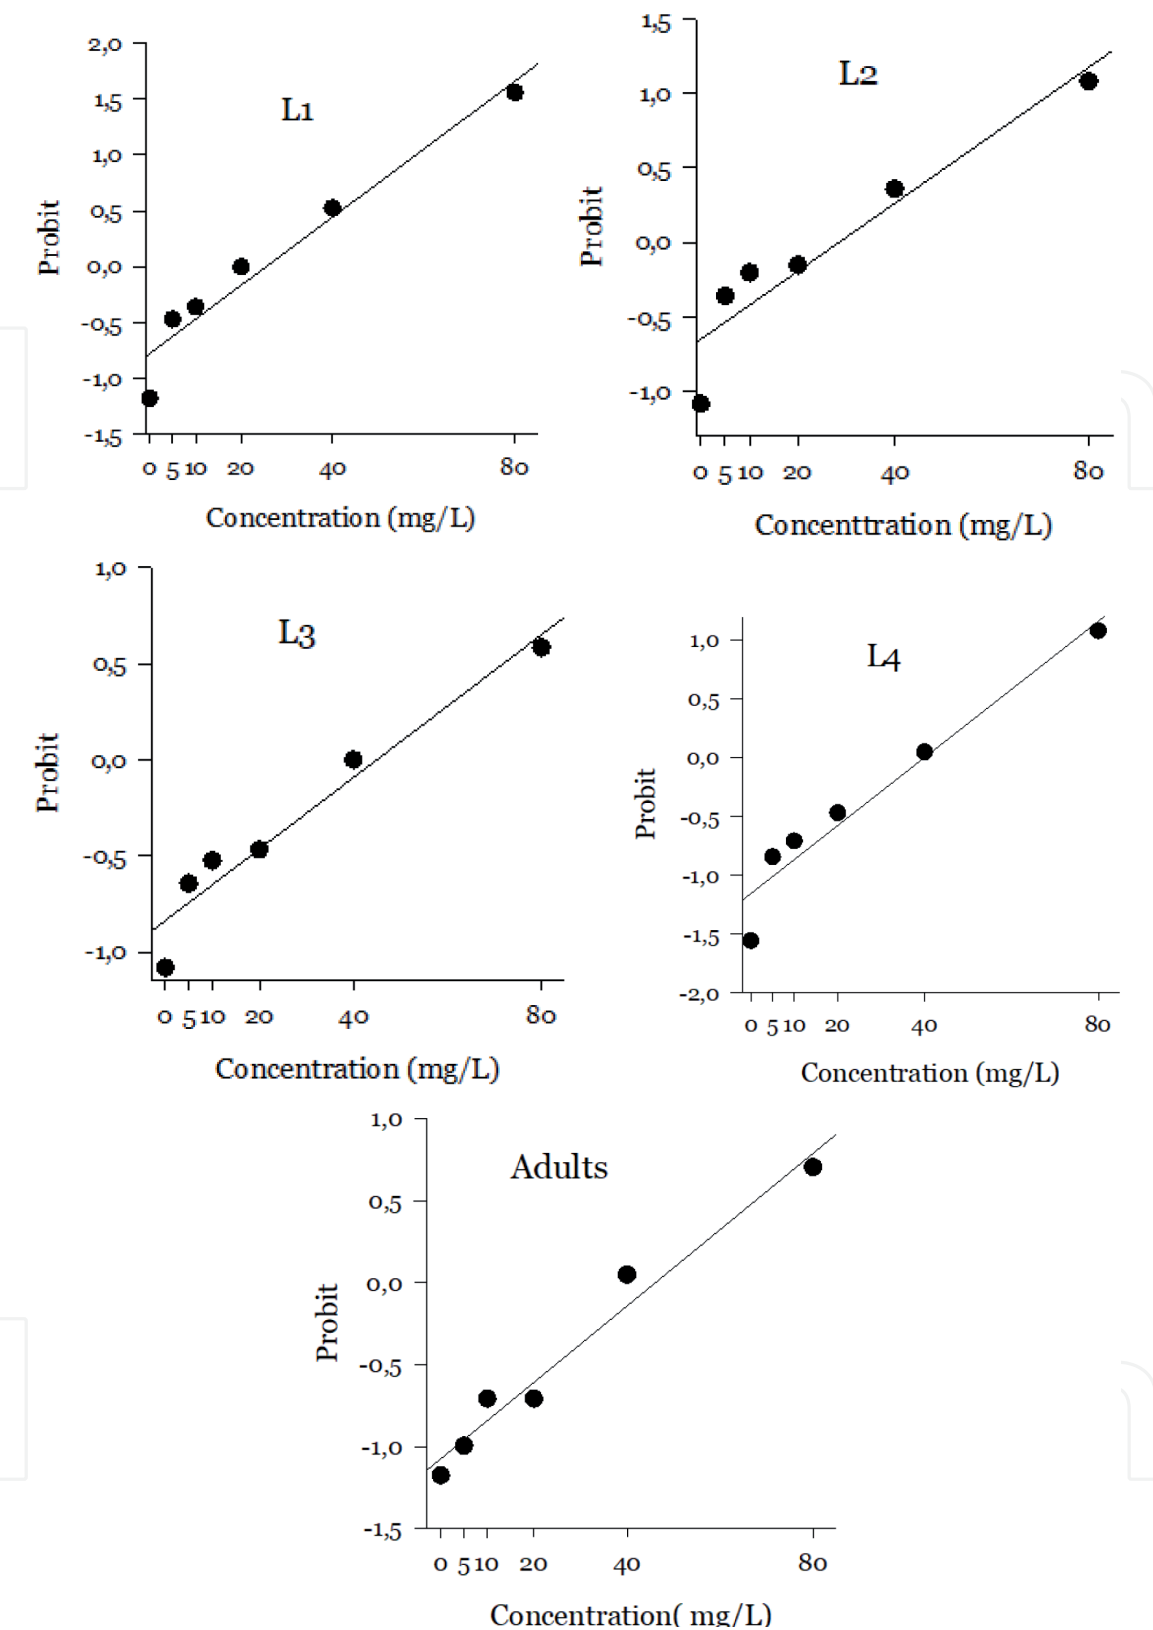 L1
2,0
1,5
1,0
0,5
0,0
-0,5
-1,0
-1,5
Probit
0 5 10 20 40 80
Concentration (mg/L)
L2
1,5
1,0
0,5
0,0
-0,5
-1,0
Probit
0 5 10 20 40 80
Concenttration (mg/L)
L3
1,0
0,5
0,0
-0,5
-1,0
Probit
0 5 10 20 40 80
Concentration (mg/L)
L4
1,0
0,5
0,0
-0,5
-1,0
-1,5
-2,0
Probit
0 5 10 20 40 80
Concentration (mg/L)
Adults
1,0
0,5
0,0
-0,5
-1,0
-1,5
Probit
0 5 10 20 40 80
Concentration( mg/L)